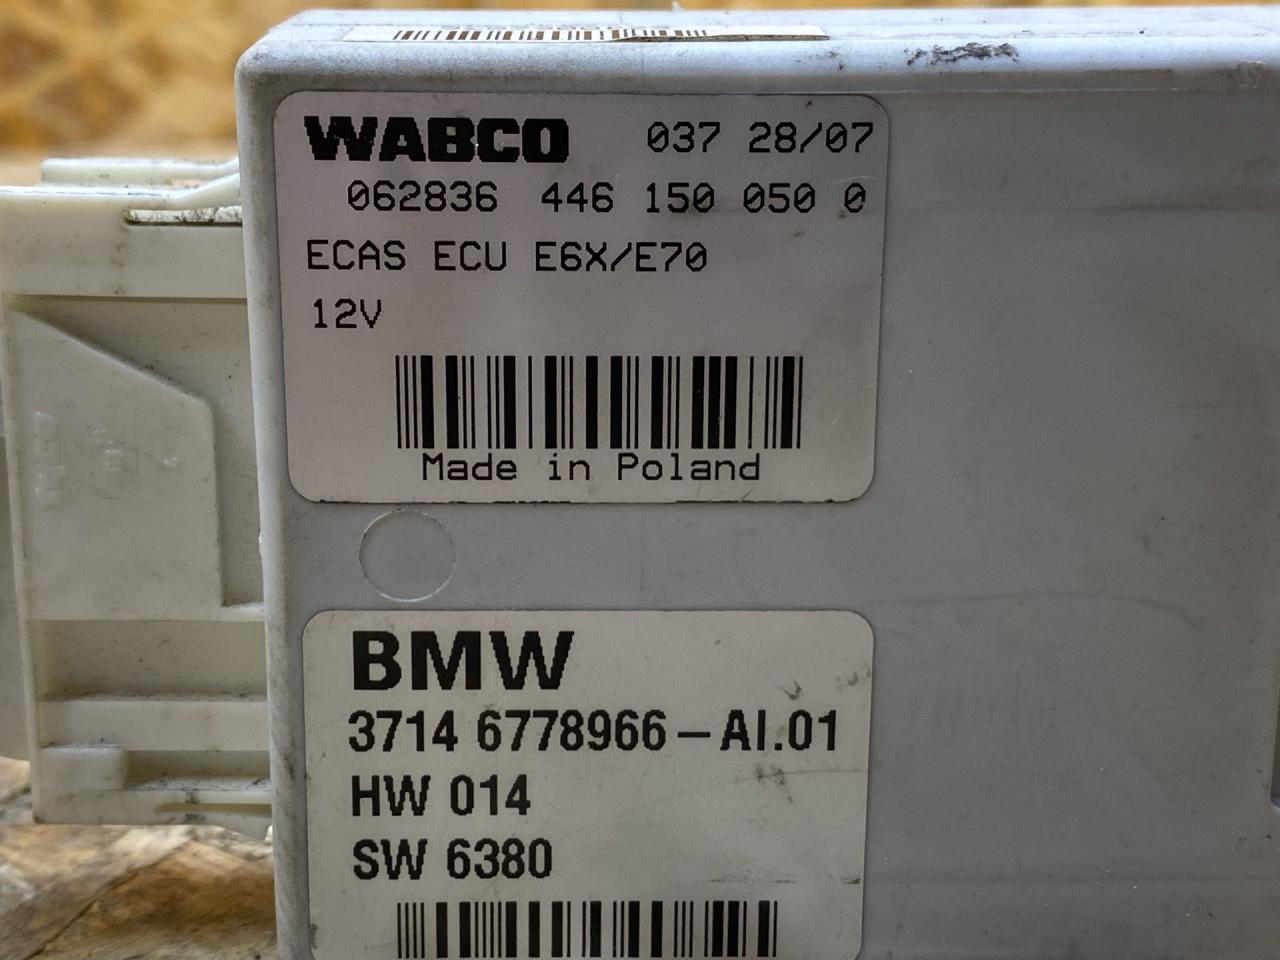 WABCO 037 28/07
062836 446 150 050 0
ECAS ECU E6X/E70
12V
Made in Poland
BMW
3714 6778966-AI.01
HW 014
SW 6380